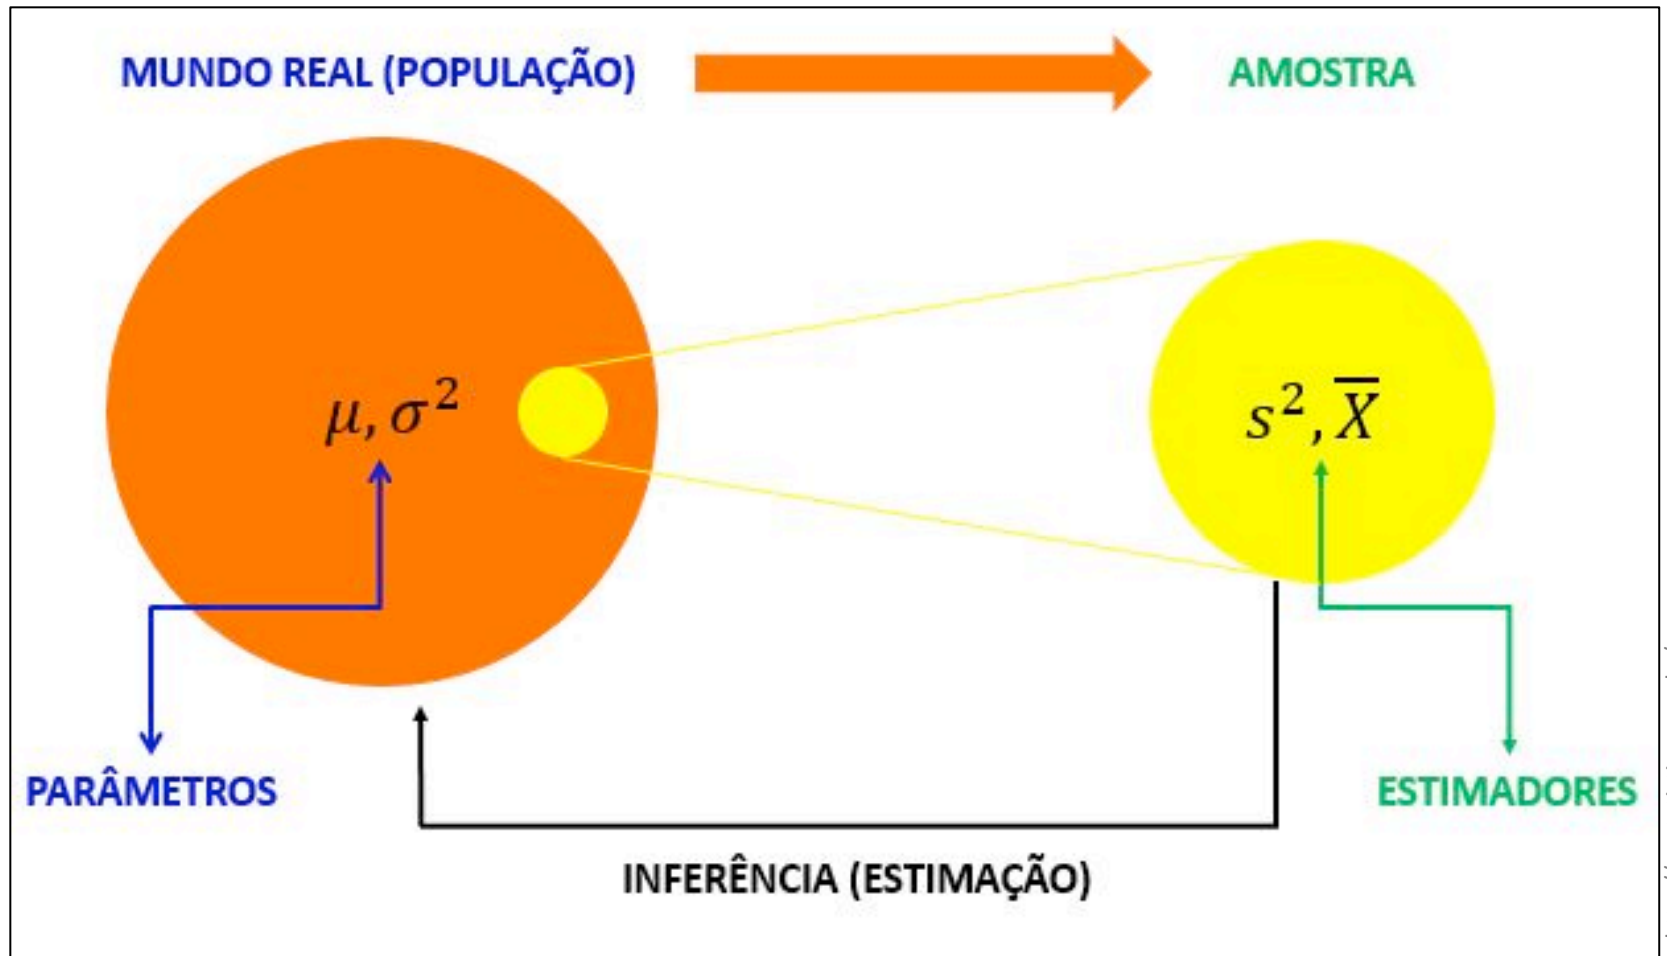 MUNDO REAL (POPULAÇÃO)
AMOSTRA
μ, σ²
s², X̅
PARÂMETROS
ESTIMADORES
INFERÊNCIA (ESTIMAÇÃO)